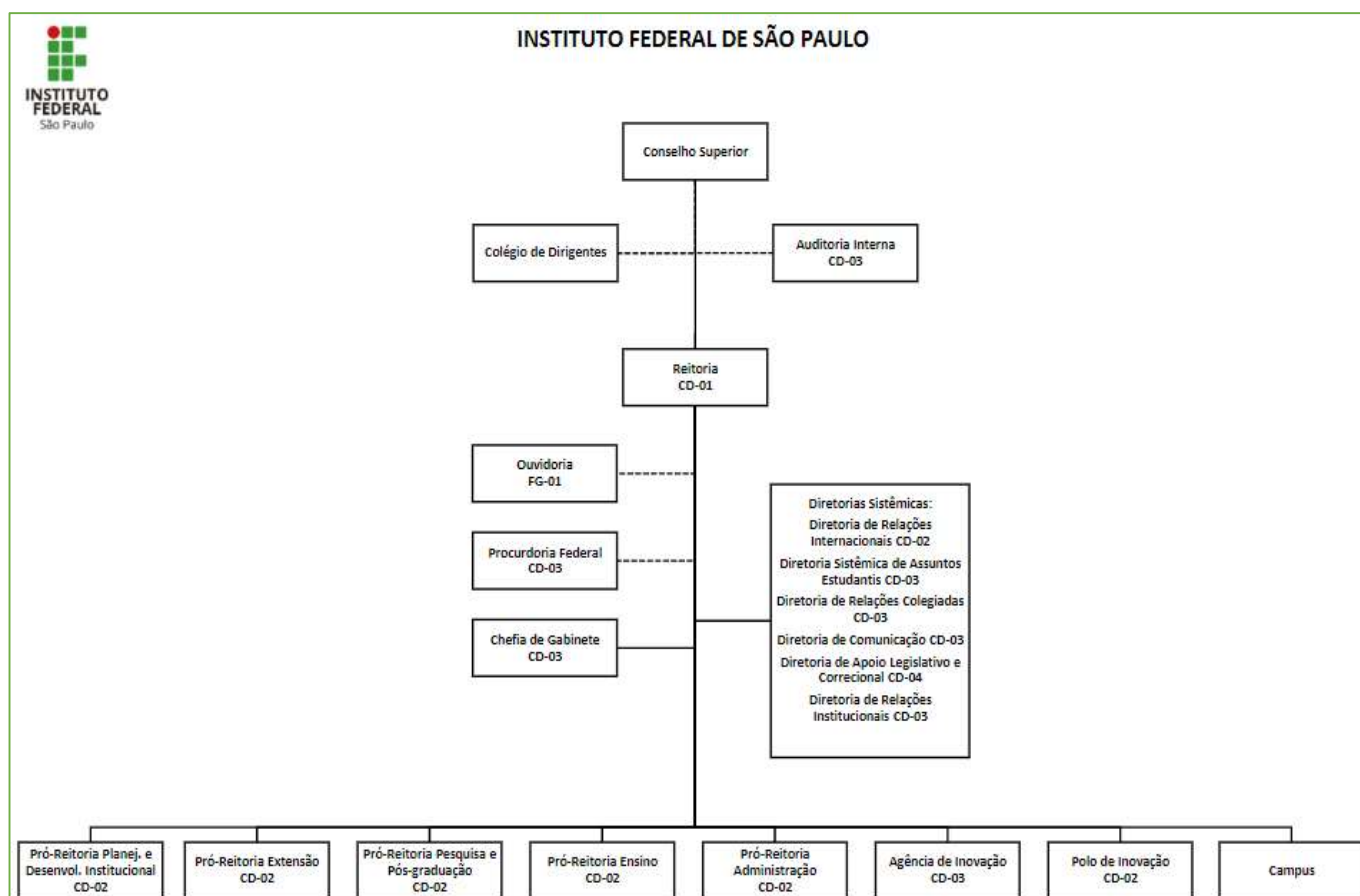 INSTITUTO FEDERAL DE SÃO PAULO
INSTITUTO
FEDERAL
São Paulo
Conselho Superior
Colégio de Dirigentes
Auditoria Interna
CD-03
Reitoria
CD-01
Ouvidoria
FG-01
Procurdoria Federal
CD-03
Chefia de Gabinete
CD-03
Diretorias Sistêmicas:
Diretoria de Relações
Internacionais CD-02
Diretoria Sistêmica de Assuntos
Estudantis CD-03
Diretoria de Relações Colegiadas
CD-03
Diretoria de Comunicação CD-03
Diretoria de Apoio Legislativo e
Correcional CD-04
Diretoria de Relações
Institucionais CD-03
Pró-Reitoria Planej. e
Desenvol. Institucional
CD-02
Pró-Reitoria Extensão
CD-02
Pró-Reitoria Pesquisa e
Pós-graduação
CD-02
Pró-Reitoria Ensino
CD-02
Pró-Reitoria
Administração
CD-02
Agência de Inovação
CD-03
Polo de Inovação
CD-02
Campus